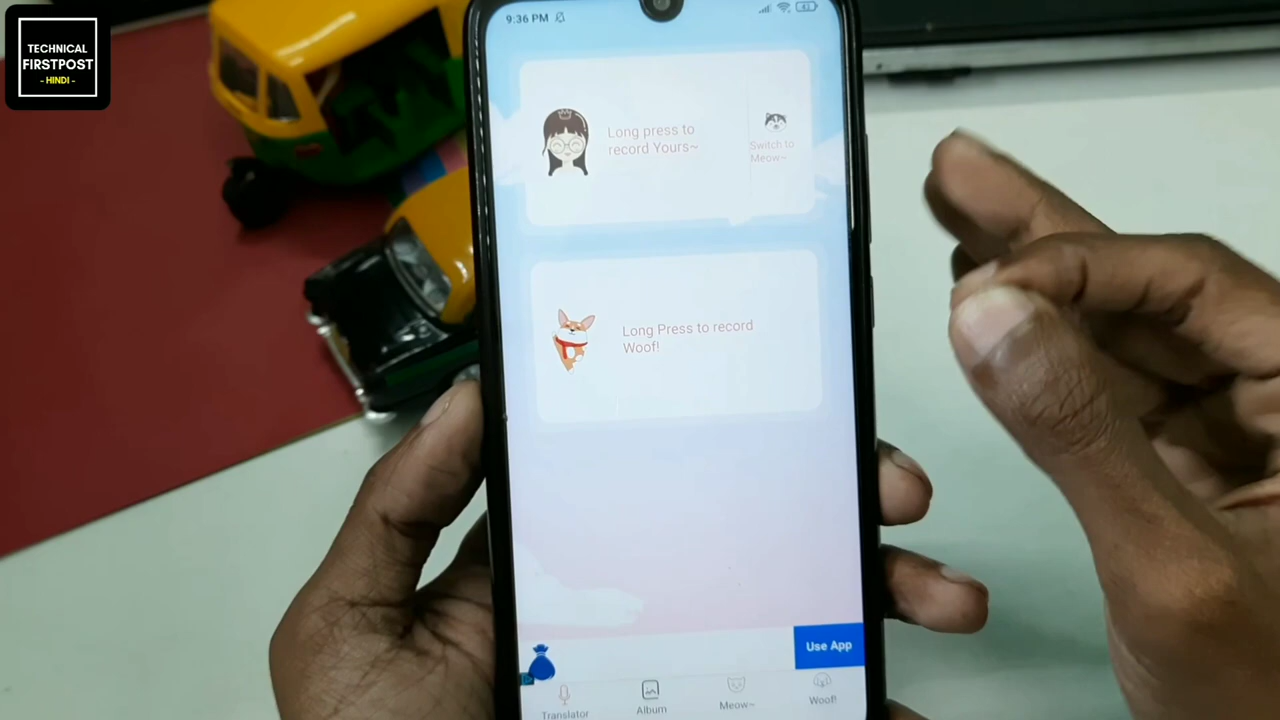 TECHNICAL
FIRSTPOST
- HINDI -
9:36 PM
42
Long press to
record Yours~
Switch to
Meow~
Long Press to record
Woof!
Use App
Translator
Album
Meow~
Woof!